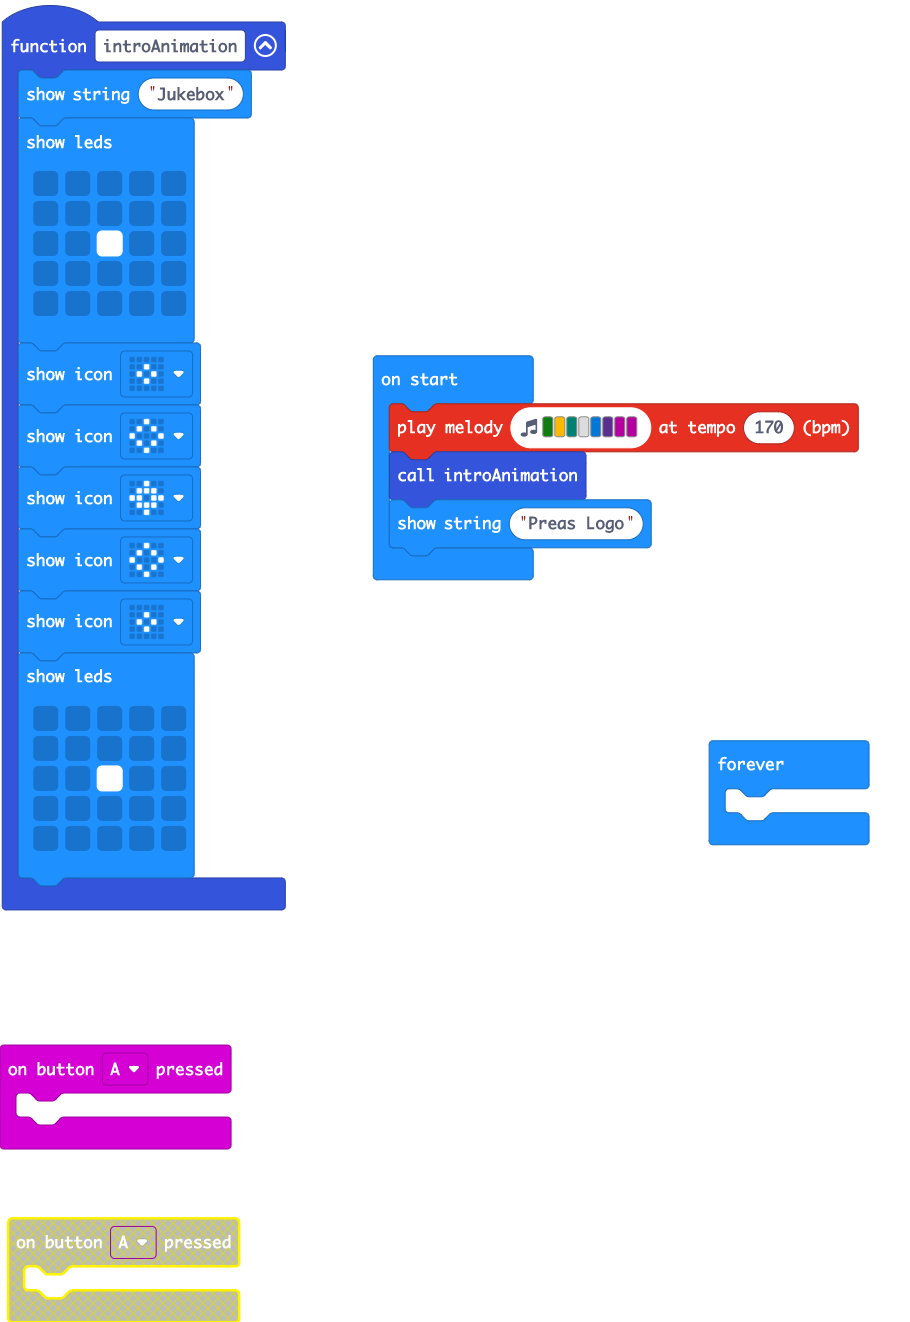 function introAnimation
show string "Jukebox"
show leds
show icon
show icon
show icon
show icon
show icon
show leds
on start
play melody at tempo 170 (bpm)
call introAnimation
show string "Preas Logo"
forever
on button A pressed
on button A pressed